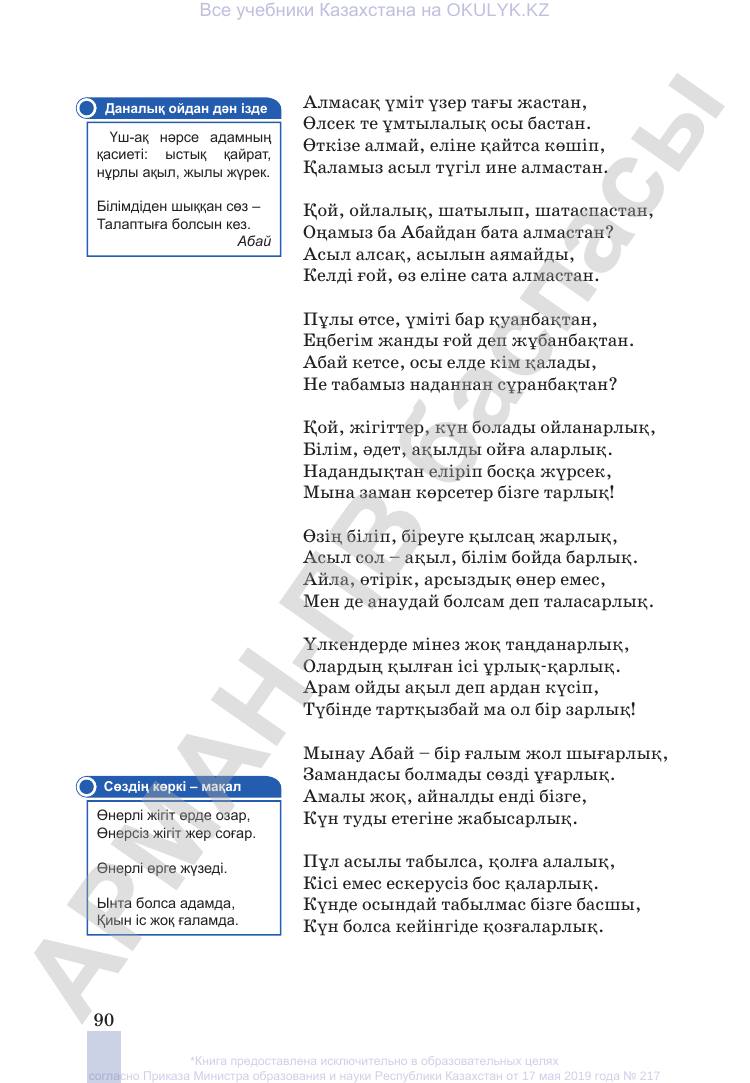 Все учебники Казахстана на OKULYK.KZ
Даналық ойдан дән ізде
Үш-ақ нәрсе адамның
қасиеті: ыстық қайрат,
нұрлы ақыл, жылы жүрек.
Білімдіден шыққан сөз –
Талаптыға болсын кез.
Абай
Алмасақ үміт үзер тағы жастан,
Өлсек те ұмтылалық осы бастан.
Өткізе алмай, еліне қайтса көшіп,
Қаламыз асыл түгіл ине алмастан.
Қой, ойлалық, шатылып, шатаспастан,
Оңамыз ба Абайдан бата алмастан?
Асыл алсақ, асылын аямайды,
Келді ғой, өз еліне сата алмастан.
Пұлы өтсе, үміті бар қуанбақтан,
Еңбегім жанды ғой деп жұбанбақтан.
Абай кетсе, осы елде кім қалады,
Не табамыз наданнан сұранбақтан?
Қой, жігіттер, күн болады ойланарлық,
Білім, әдет, ақылды ойға аларлық.
Надандықтан еліріп босқа жүрсек,
Мына заман көрсетер бізге тарлық!
Өзің біліп, біреуге қылсаң жарлық,
Асыл сол – ақыл, білім бойда барлық.
Айла, өтірік, арсыздық өнер емес,
Мен де анаудай болсам деп таласарлық.
Үлкендерде мінез жоқ таңданарлық,
Олардың қылған ісі ұрлық-қарлық.
Арам ойды ақыл деп ардан күсіп,
Түбінде тартқызбай ма ол бір зарлық!
Мынау Абай – бір ғалым жол шығарлық,
Замандасы болмады сөзді ұғарлық.
Амалы жоқ, айналды енді бізге,
Күн туды етегіне жабысарлық.
Пұл асылы табылса, қолға алалық,
Кісі емес ескерусіз бос қаларлық.
Күнде осындай табылмас бізге басшы,
Күн болса кейінгіде қозғаларлық.
Сөздің көркі – мақал
Өнерлі жігіт өрде озар,
Өнерсіз жігіт жер соғар.
Өнерлі өрге жүзеді.
Ынта болса адамда,
Қиын іс жоқ ғаламда.
АРМАН-ПВ баспасы
90
*Книга предоставлена исключительно в образовательных целях
согласно Приказа Министра образования и науки Республики Казахстан от 17 мая 2019 года № 217